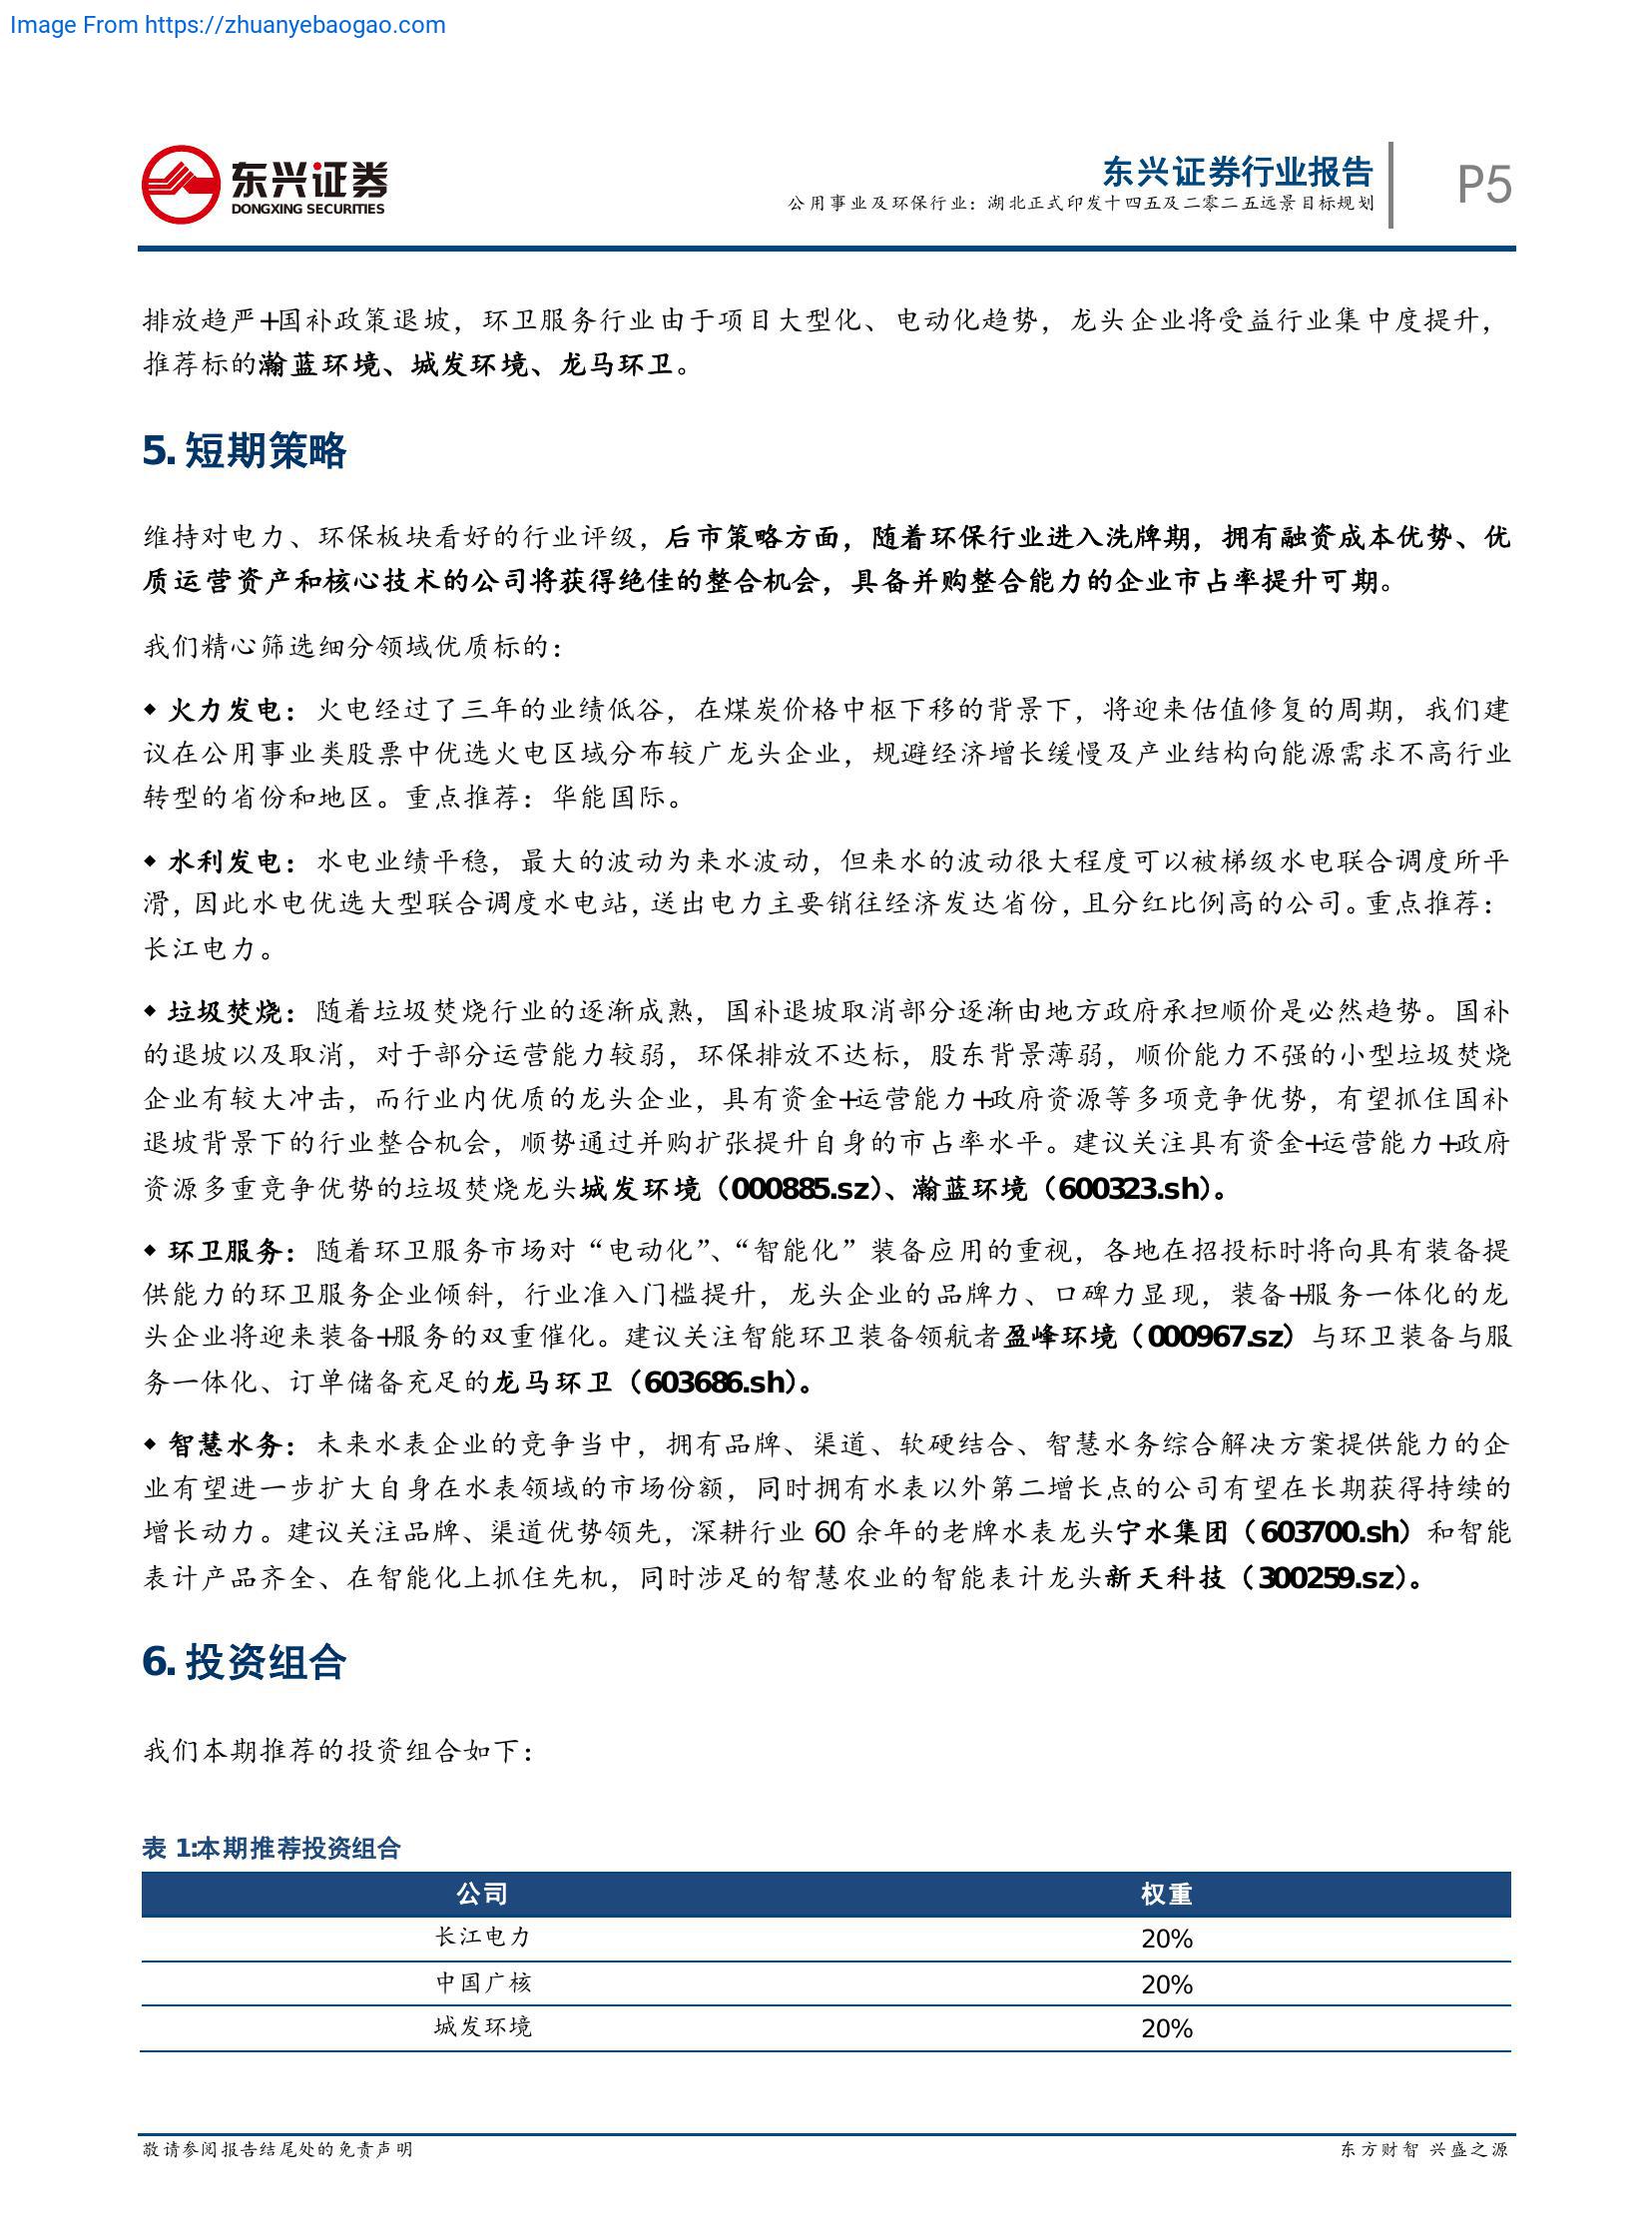 Image From https://zhuanyebaogao.com
东兴证券
DONGXING SECURITIES
东兴证券行业报告
公用事业及环保行业：湖北正式印发十四五及二零二五远景目标规划
P5
排放趋严+国补政策退坡，环卫服务行业由于项目大型化、电动化趋势，龙头企业将受益行业集中度提升，
推荐标的瀚蓝环境、城发环境、龙马环卫。
5. 短期策略
维持对电力、环保板块看好的行业评级，后市策略方面，随着环保行业进入洗牌期，拥有融资成本优势、优
质运营资产和核心技术的公司将获得绝佳的整合机会，具备并购整合能力的企业市占率提升可期。
我们精心筛选细分领域优质标的：
◆ 火力发电：火电经过了三年的业绩低谷，在煤炭价格中枢下移的背景下，将迎来估值修复的周期，我们建
议在公用事业类股票中优选火电区域分布较广龙头企业，规避经济增长缓慢及产业结构向能源需求不高行业
转型的省份和地区。重点推荐：华能国际。
◆ 水利发电：水电业绩平稳，最大的波动为来水波动，但来水的波动很大程度可以被梯级水电联合调度所平
滑，因此水电优选大型联合调度水电站，送出电力主要销往经济发达省份，且分红比例高的公司。重点推荐：
长江电力。
◆ 垃圾焚烧：随着垃圾焚烧行业的逐渐成熟，国补退坡取消部分逐渐由地方政府承担顺价是必然趋势。国补
的退坡以及取消，对于部分运营能力较弱，环保排放不达标，股东背景薄弱，顺价能力不强的小型垃圾焚烧
企业有较大冲击，而行业内优质的龙头企业，具有资金+运营能力+政府资源等多项竞争优势，有望抓住国补
退坡背景下的行业整合机会，顺势通过并购扩张提升自身的市占率水平。建议关注具有资金+运营能力+政府
资源多重竞争优势的垃圾焚烧龙头城发环境（000885.sz）、瀚蓝环境（600323.sh）。
◆ 环卫服务：随着环卫服务市场对“电动化”、“智能化”装备应用的重视，各地在招投标时将向具有装备提
供能力的环卫服务企业倾斜，行业准入门槛提升，龙头企业的品牌力、口碑力显现，装备+服务一体化的龙
头企业将迎来装备+服务的双重催化。建议关注智能环卫装备领航者盈峰环境（000967.sz）与环卫装备与服
务一体化、订单储备充足的龙马环卫（603686.sh）。
◆ 智慧水务：未来水表企业的竞争当中，拥有品牌、渠道、软硬结合、智慧水务综合解决方案提供能力的企
业有望进一步扩大自身在水表领域的市场份额，同时拥有水表以外第二增长点的公司有望在长期获得持续的
增长动力。建议关注品牌、渠道优势领先，深耕行业 60 余年的老牌水表龙头宁水集团（603700.sh）和智能
表计产品齐全、在智能化上抓住先机，同时涉足的智慧农业的智能表计龙头新天科技（300259.sz）。
6. 投资组合
我们本期推荐的投资组合如下：
表 1:本期推荐投资组合
公司 权重
长江电力 20%
中国广核 20%
城发环境 20%
敬请参阅报告结尾处的免责声明
东方财智 兴盛之源